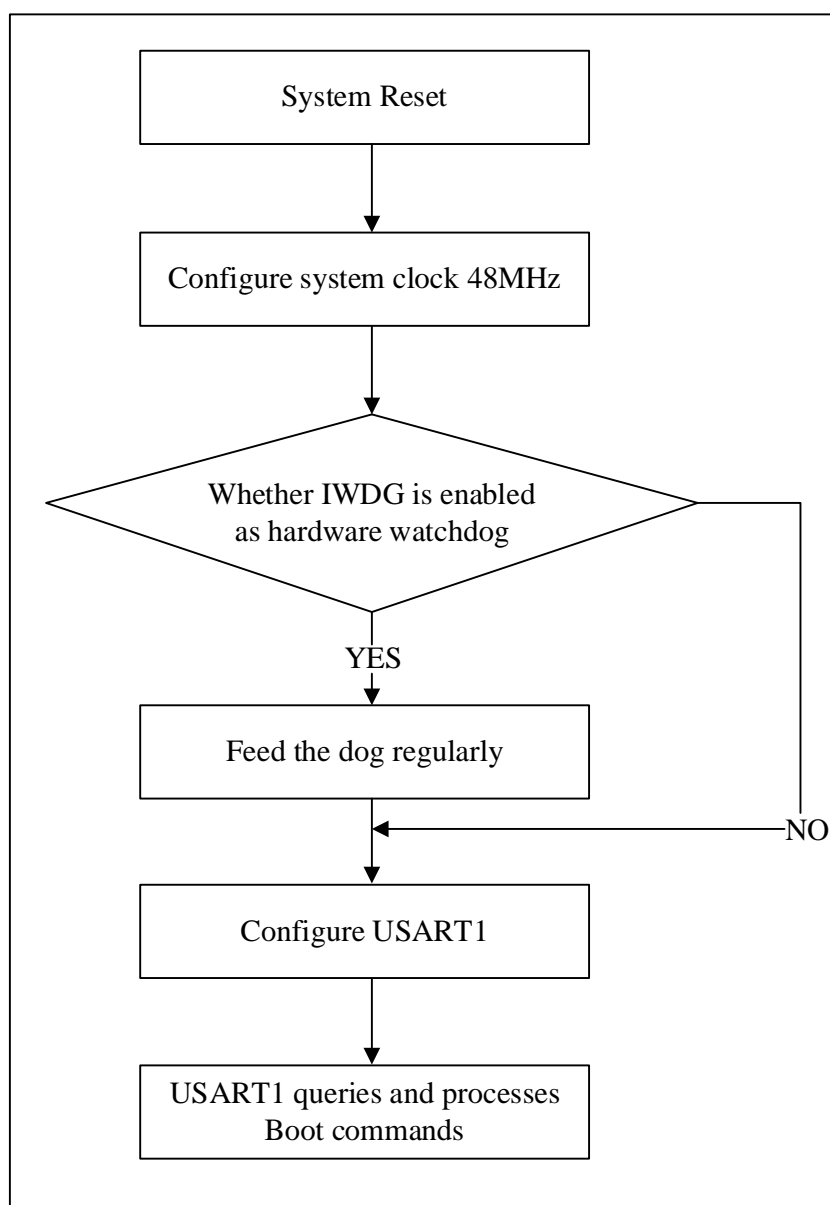 System Reset
Configure system clock 48MHz
Whether IWDG is enabled
as hardware watchdog
YES
Feed the dog regularly
NO
Configure USART1
USART1 queries and processes
Boot commands